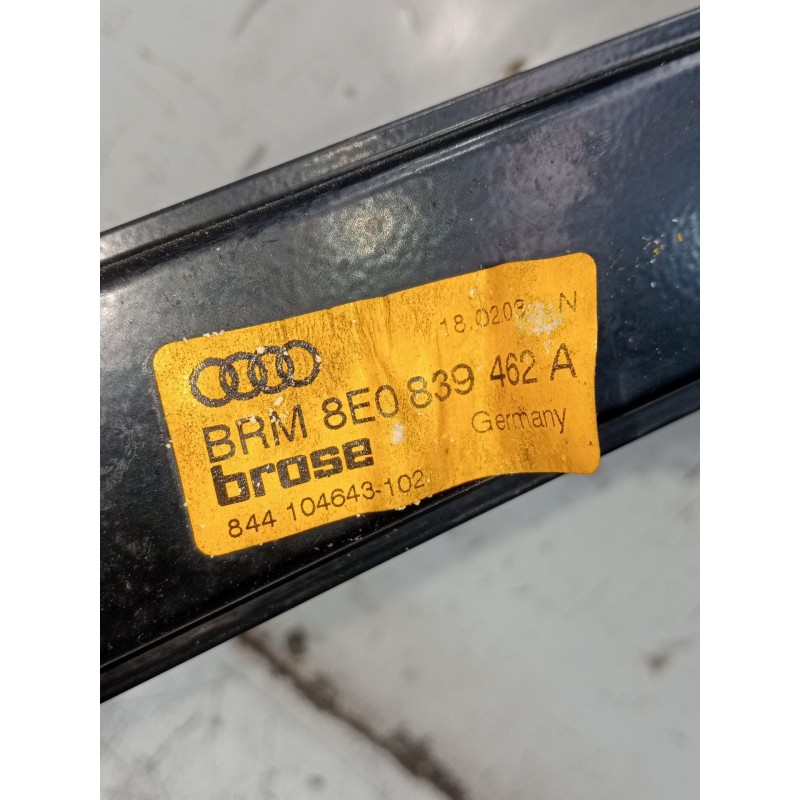 18.0209 N
BRM 8E0 839 462 A
brose Germany
844 104643-102